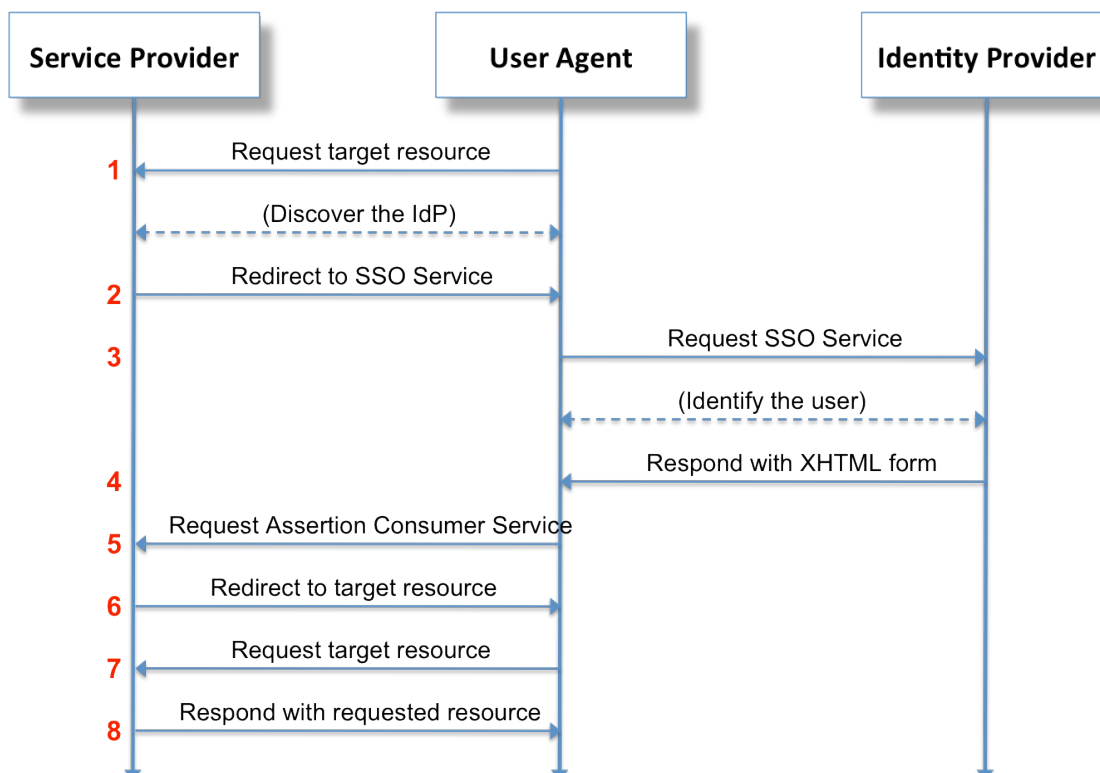 Service Provider
User Agent
Identity Provider
1
Request target resource
(Discover the IdP)
2
Redirect to SSO Service
3
Request SSO Service
(Identify the user)
4
Respond with XHTML form
5
Request Assertion Consumer Service
6
Redirect to target resource
7
Request target resource
8
Respond with requested resource